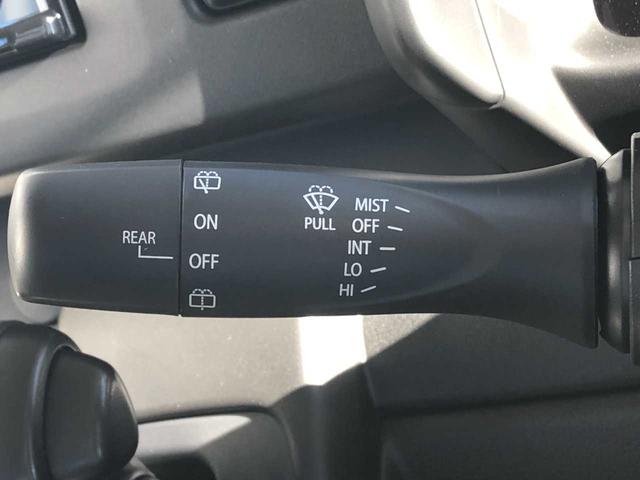 REAR
ON
OFF
PULL
MIST
OFF
INT
LO
HI